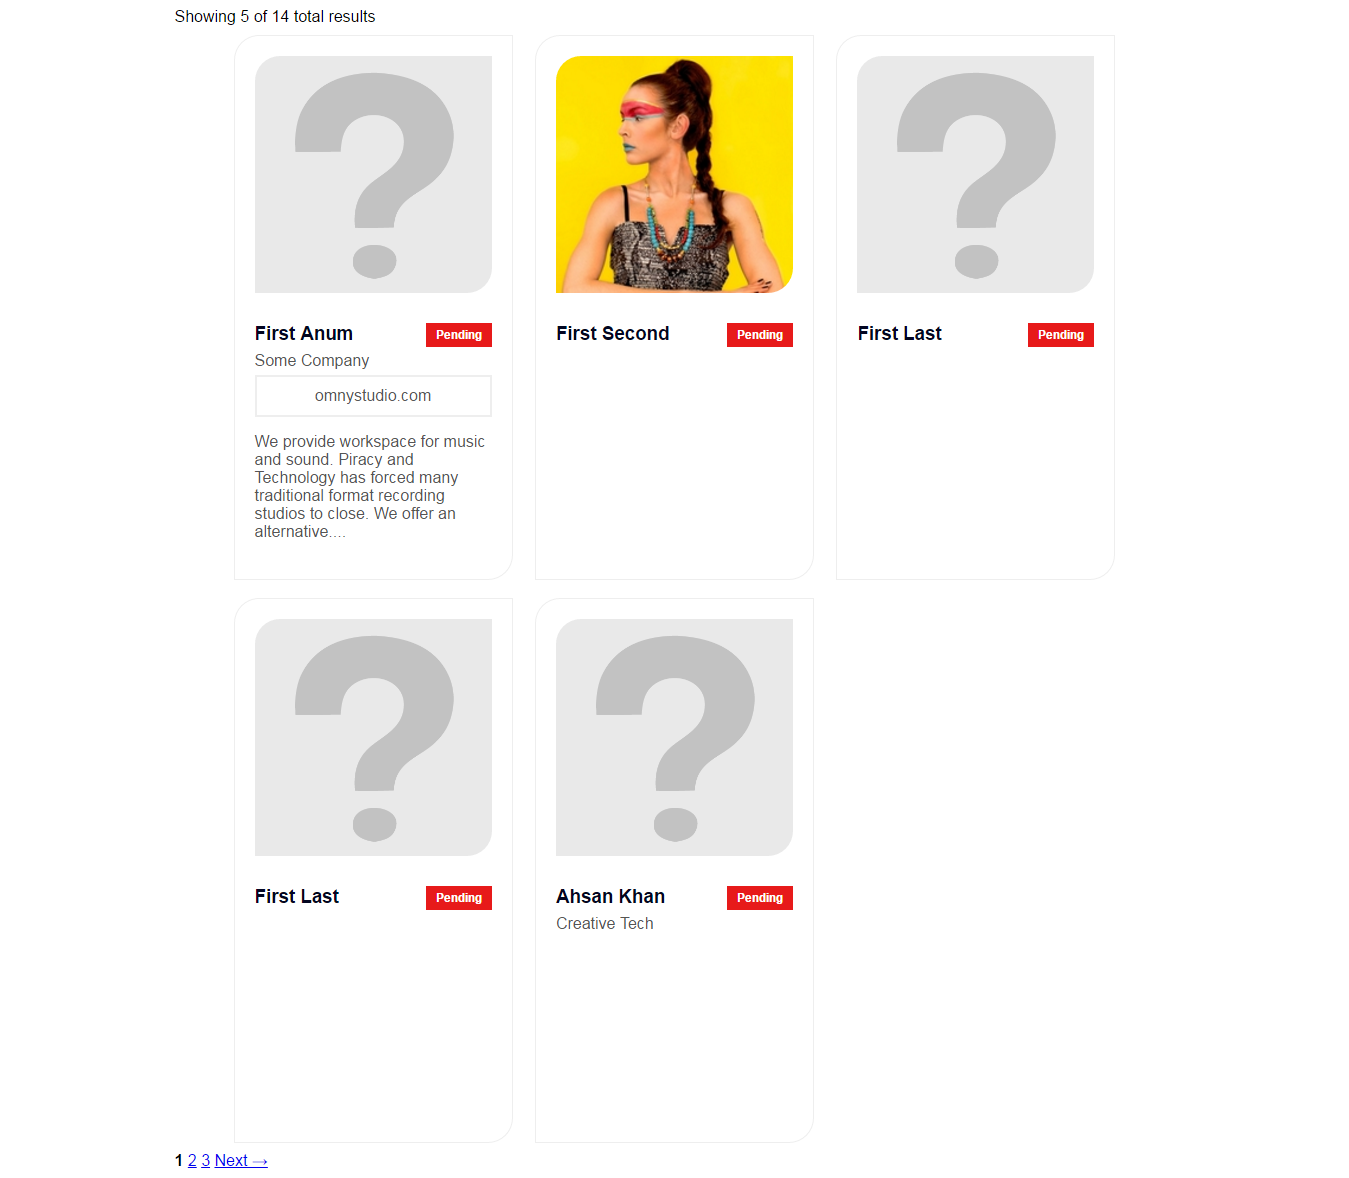 Showing 5 of 14 total results
First Anum
Pending
Some Company
omnystudio.com
We provide workspace for music
and sound. Piracy and
Technology has forced many
traditional format recording
studios to close. We offer an
alternative....
First Second
Pending
First Last
Pending
First Last
Pending
Ahsan Khan
Pending
Creative Tech
1 2 3 Next →